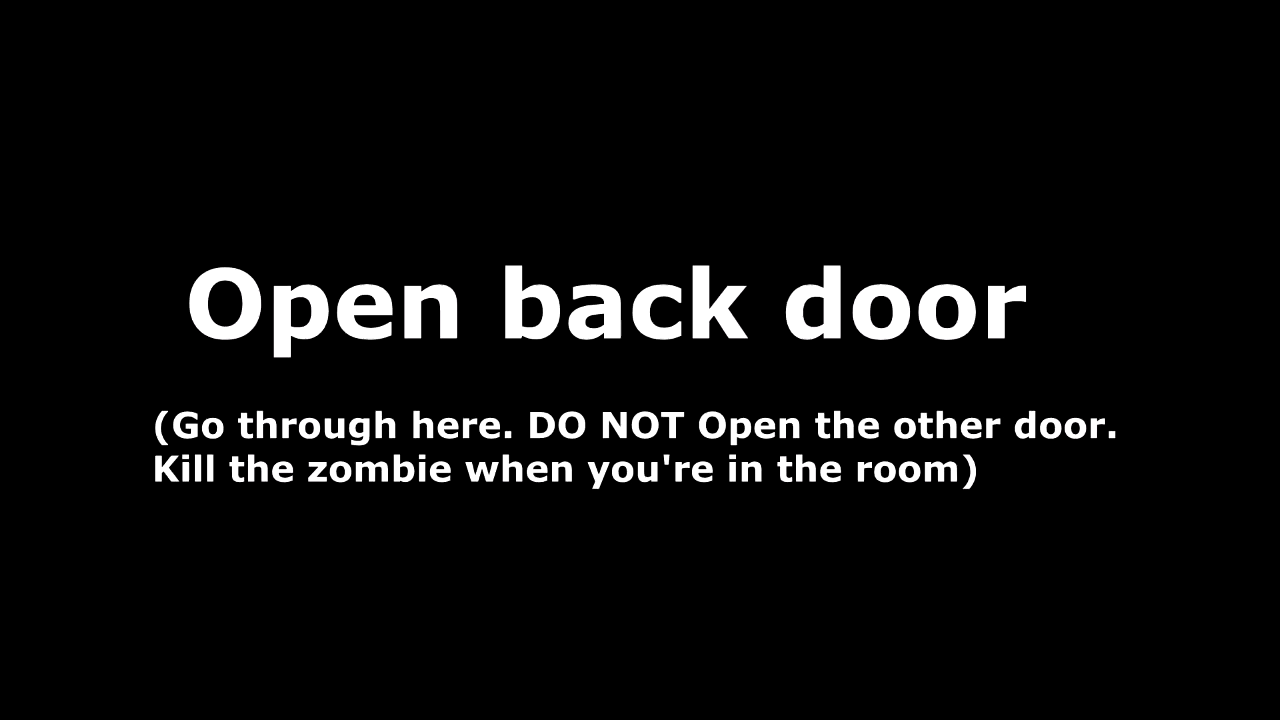 Open back door
(Go through here. DO NOT Open the other door.
Kill the zombie when you're in the room)